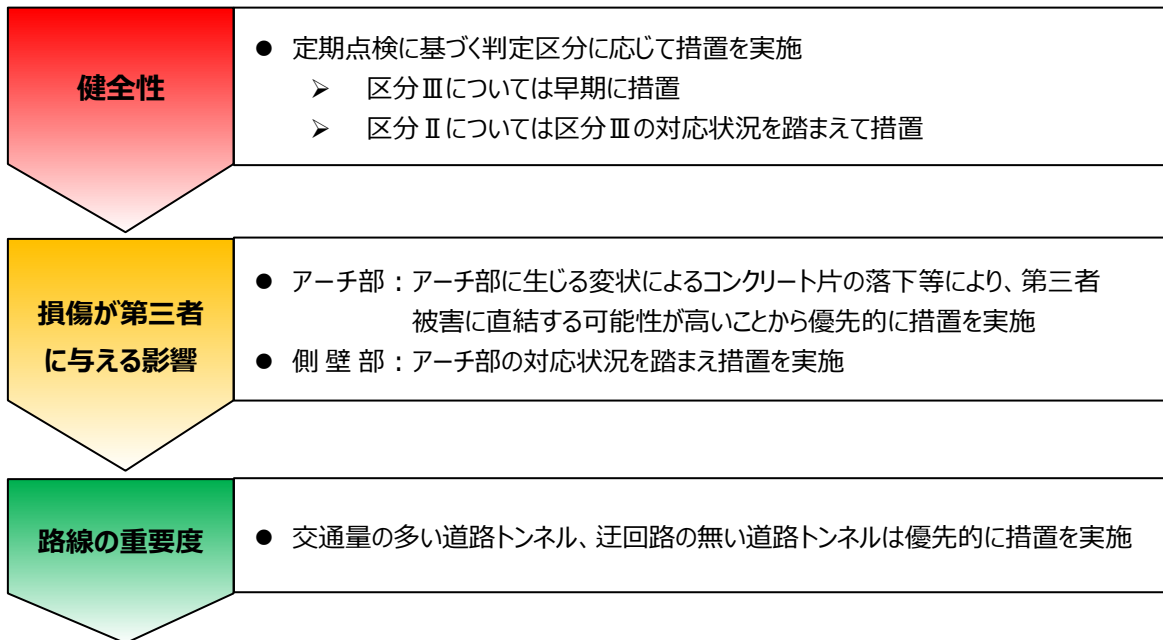 健全性
● 定期点検に基づく判定区分に応じて措置を実施
➢ 区分Ⅲについては早期に措置
➢ 区分Ⅱについては区分Ⅲの対応状況を踏まえて措置
損傷が第三者
に与える影響
● アーチ部：アーチ部に生じる変状によるコンクリート片の落下等により、第三者
被害に直結する可能性が高いことから優先的に措置を実施
● 側 壁 部：アーチ部の対応状況を踏まえ措置を実施
路線の重要度
● 交通量の多い道路トンネル、迂回路の無い道路トンネルは優先的に措置を実施